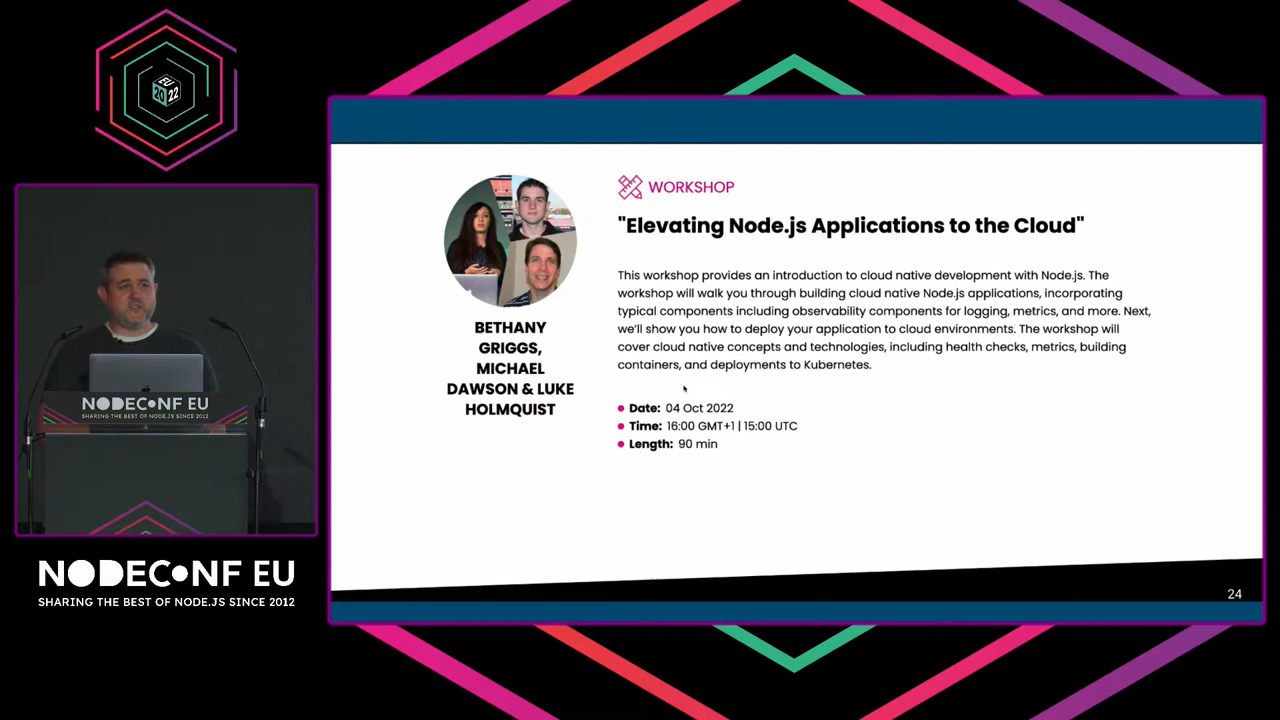 EU
20
22
NODECONF EU
SHARING THE BEST OF NODE.JS SINCE 2012
NODECONF EU
SHARING THE BEST OF NODE.JS SINCE 2012
BETHANY
GRIGGS,
MICHAEL
DAWSON & LUKE
HOLMQUIST
WORKSHOP
"Elevating Node.js Applications to the Cloud"
This workshop provides an introduction to cloud native development with Node.js. The
workshop will walk you through building cloud native Node.js applications, incorporating
typical components including observability components for logging, metrics, and more. Next,
we'll show you how to deploy your application to cloud environments. The workshop will
cover cloud native concepts and technologies, including health checks, metrics, building
containers, and deployments to Kubernetes.
Date: 04 Oct 2022
Time: 16:00 GMT+1 | 15:00 UTC
Length: 90 min
24